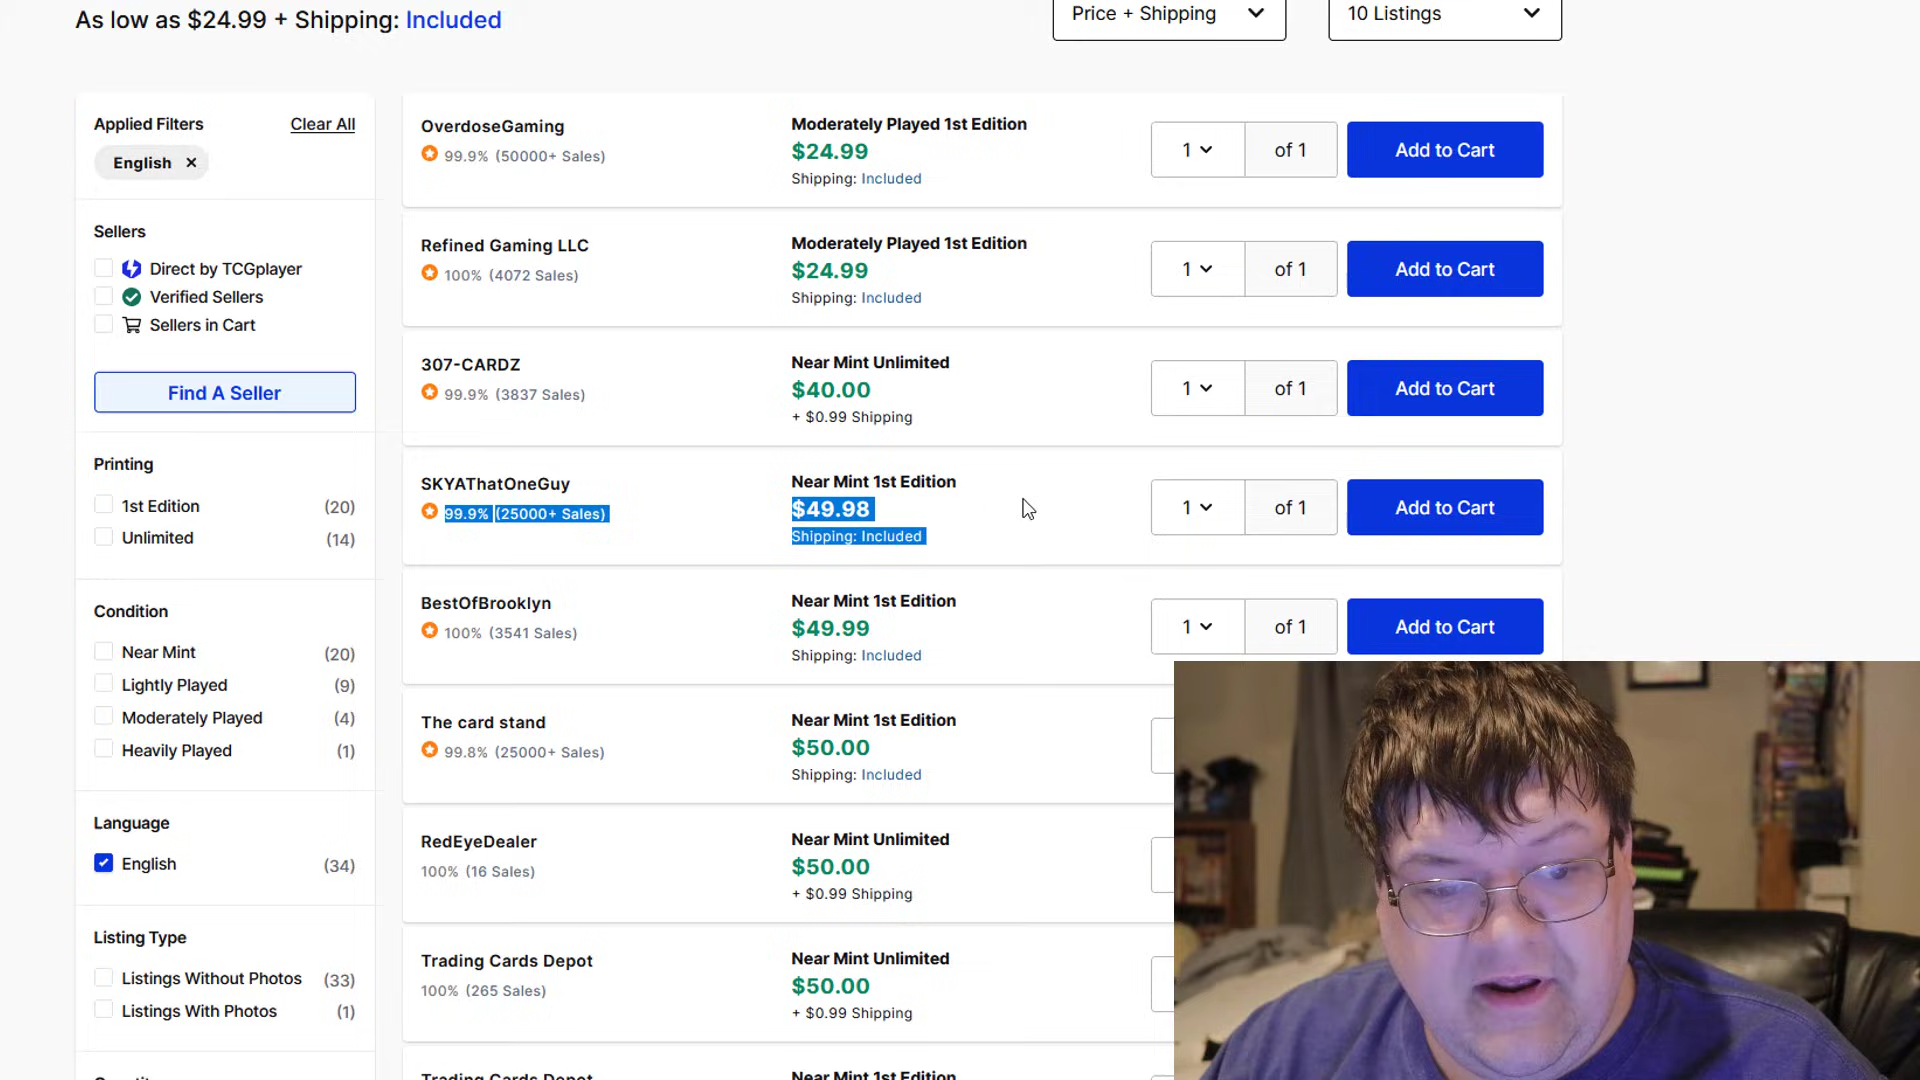 As low as $24.99 + Shipping: Included
Price + Shipping
10 Listings
Applied Filters
Clear All
English ×
Sellers
Direct by TCGplayer
Verified Sellers
Sellers in Cart
Find A Seller
Printing
1st Edition (20)
Unlimited (14)
Condition
Near Mint (20)
Lightly Played (9)
Moderately Played (4)
Heavily Played (1)
Language
English (34)
Listing Type
Listings Without Photos (33)
Listings With Photos (1)
OverdoseGaming
99.9% (50000+ Sales)
Moderately Played 1st Edition
$24.99
Shipping: Included
1 of 1
Add to Cart
Refined Gaming LLC
100% (4072 Sales)
Moderately Played 1st Edition
$24.99
Shipping: Included
1 of 1
Add to Cart
307-CARDZ
99.9% (3837 Sales)
Near Mint Unlimited
$40.00
+ $0.99 Shipping
1 of 1
Add to Cart
SKYAThatOneGuy
99.9% (25000+ Sales)
Near Mint 1st Edition
$49.98
Shipping: Included
1 of 1
Add to Cart
BestOfBrooklyn
100% (3541 Sales)
Near Mint 1st Edition
$49.99
Shipping: Included
1 of 1
Add to Cart
The card stand
99.8% (25000+ Sales)
Near Mint 1st Edition
$50.00
Shipping: Included
RedEyeDealer
100% (16 Sales)
Near Mint Unlimited
$50.00
+ $0.99 Shipping
Trading Cards Depot
100% (265 Sales)
Near Mint Unlimited
$50.00
+ $0.99 Shipping
Trading Cards Depot
Near Mint 1st Edition